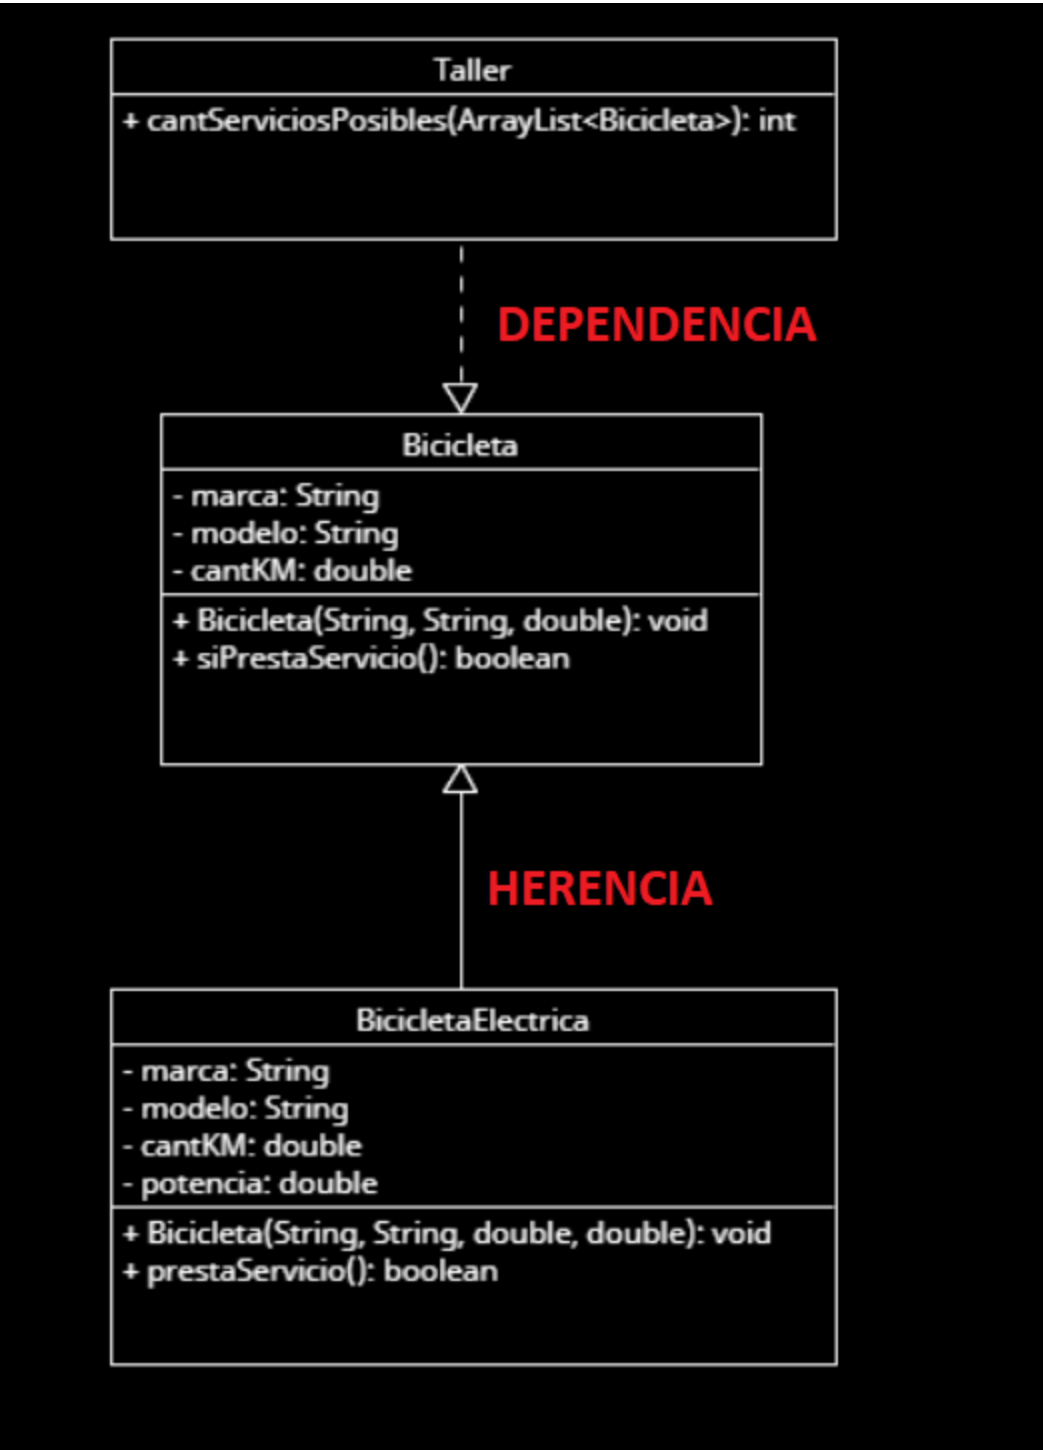 Taller
+ cantServiciosPosibles(ArrayList<Bicicleta>): int
DEPENDENCIA
Bicicleta
- marca: String
- modelo: String
- cantKM: double
+ Bicicleta(String, String, double): void
+ siPrestaServicio(): boolean
HERENCIA
BicicletaElectrica
- marca: String
- modelo: String
- cantKM: double
- potencia: double
+ Bicicleta(String, String, double, double): void
+ prestaServicio(): boolean